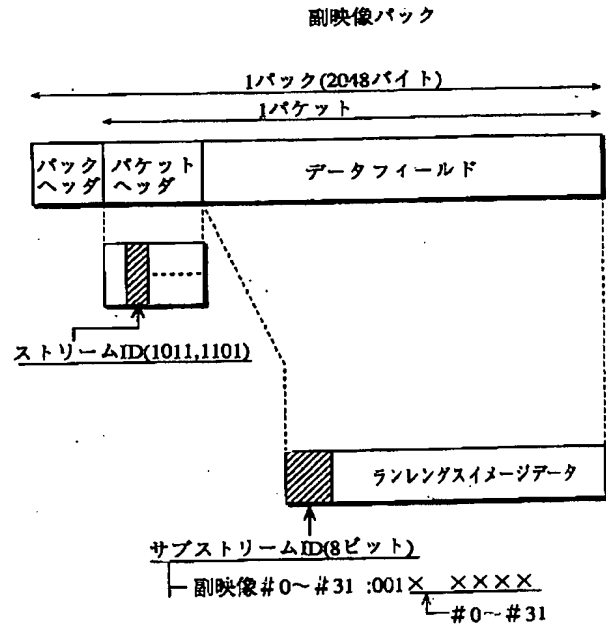 副映像パック
1パック(2048バイト)
1パケット
パック
ヘッダ
パケット
ヘッダ
データフィールド
ストリームID(1011,1101)
ランレングスイメージデータ
サブストリームID(8ビット)
副映像#0~#31 :001× ××××
#0~#31